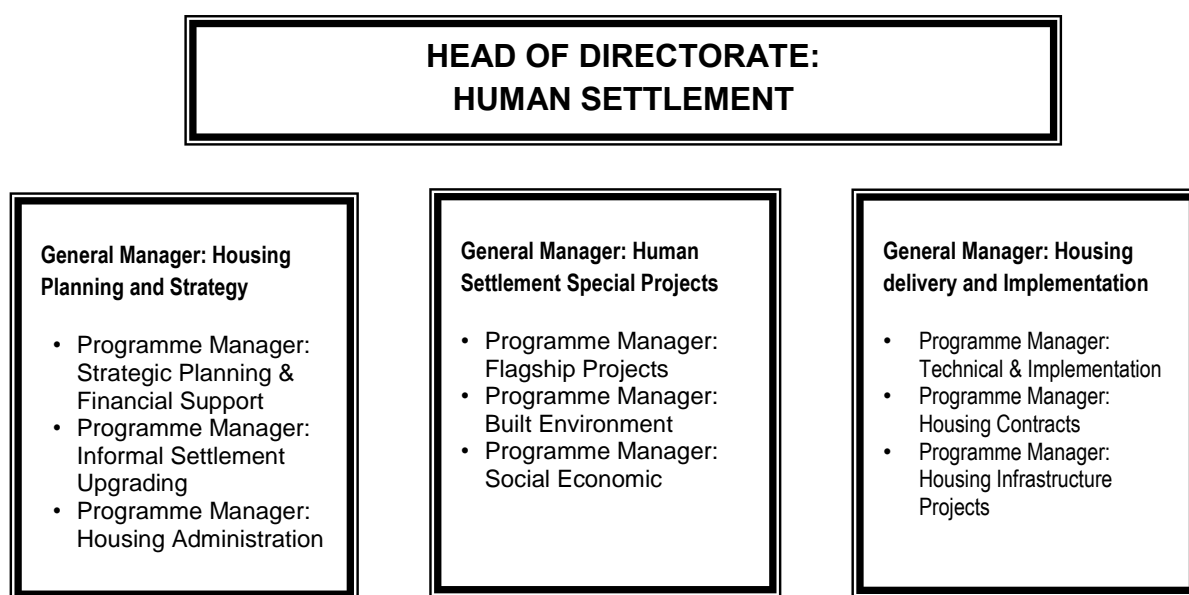 HEAD OF DIRECTORATE:
HUMAN SETTLEMENT
General Manager: Housing
Planning and Strategy
• Programme Manager:
Strategic Planning &
Financial Support
• Programme Manager:
Informal Settlement
Upgrading
• Programme Manager:
Housing Administration
General Manager: Human
Settlement Special Projects
• Programme Manager:
Flagship Projects
• Programme Manager:
Built Environment
• Programme Manager:
Social Economic
General Manager: Housing
delivery and Implementation
• Programme Manager:
Technical & Implementation
• Programme Manager:
Housing Contracts
• Programme Manager:
Housing Infrastructure
Projects